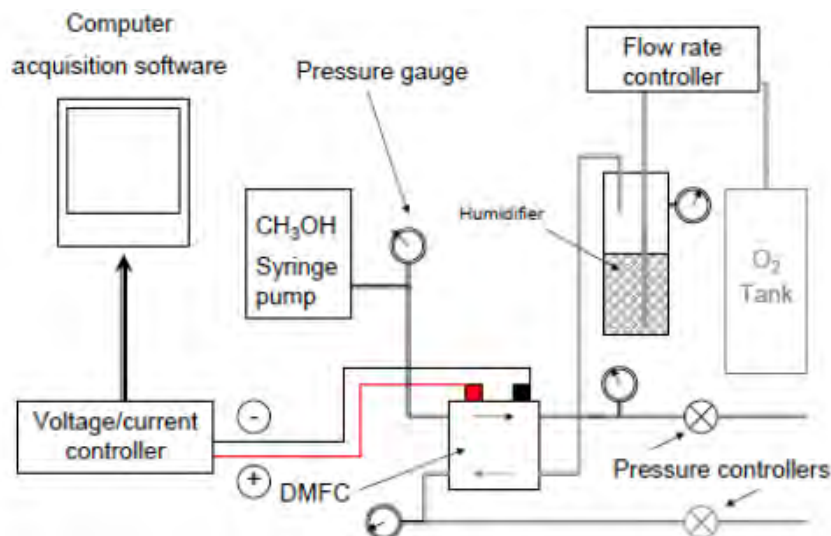 Computer
acquisition software
Pressure gauge
Flow rate
controller
CH₃OH
Syringe
pump
Humidifier
O₂
Tank
Voltage/current
controller
-
+
DMFC
Pressure controllers